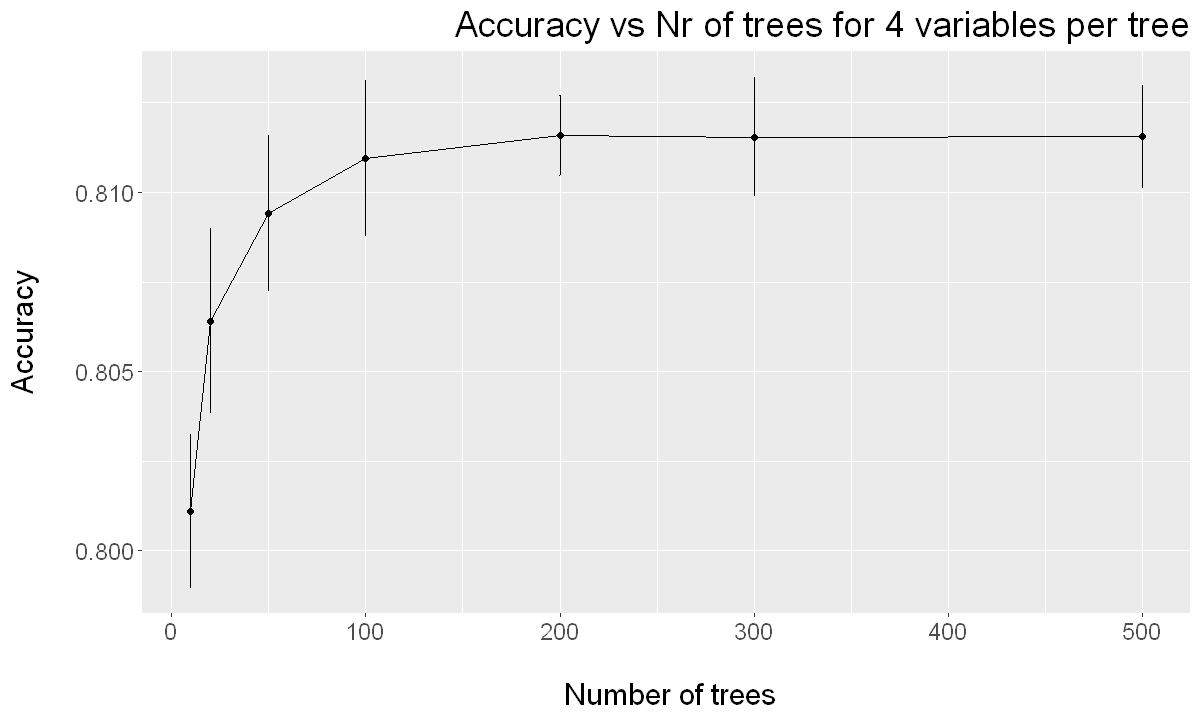 Accuracy vs Nr of trees for 4 variables per tree
Accuracy
0.810
0.805
0.800
0 100 200 300 400 500
Number of trees